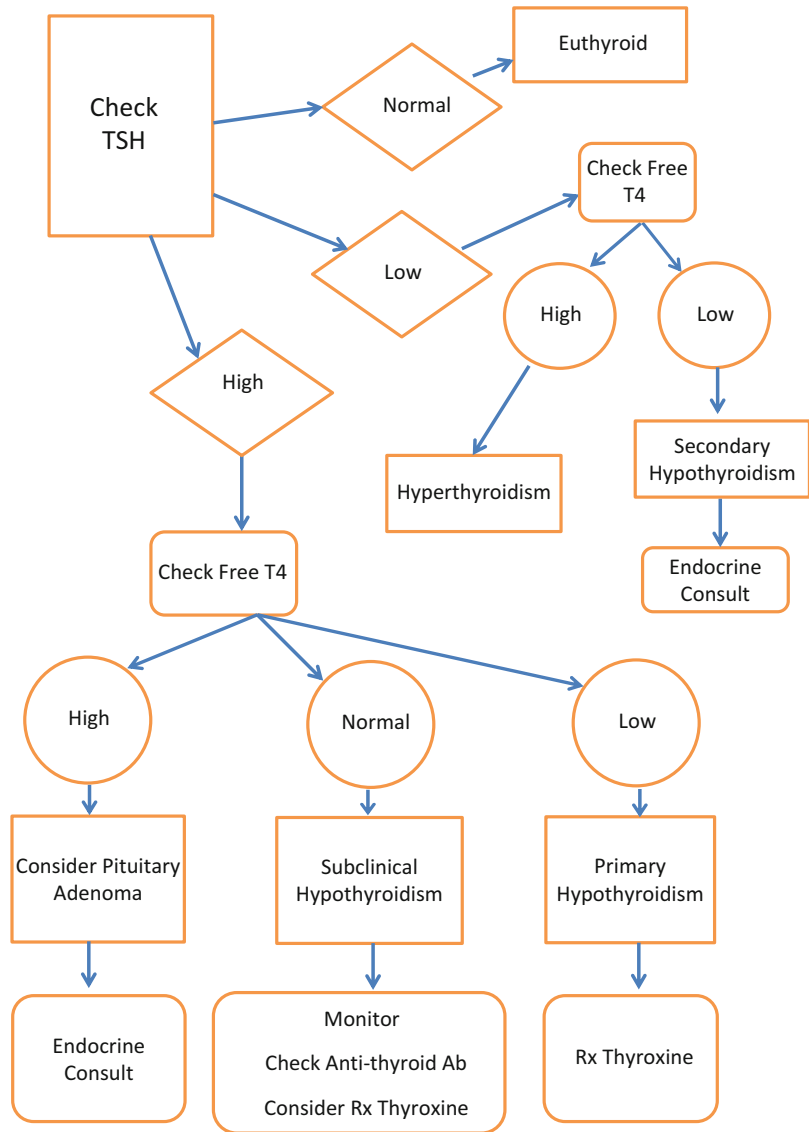 Check
TSH
Normal
Euthyroid
Low
Check Free
T4
High
Low
High
Hyperthyroidism
Secondary
Hypothyroidism
Endocrine
Consult
Check Free T4
High
Normal
Low
Consider Pituitary
Adenoma
Subclinical
Hypothyroidism
Primary
Hypothyroidism
Endocrine
Consult
Monitor
Check Anti-thyroid Ab
Consider Rx Thyroxine
Rx Thyroxine